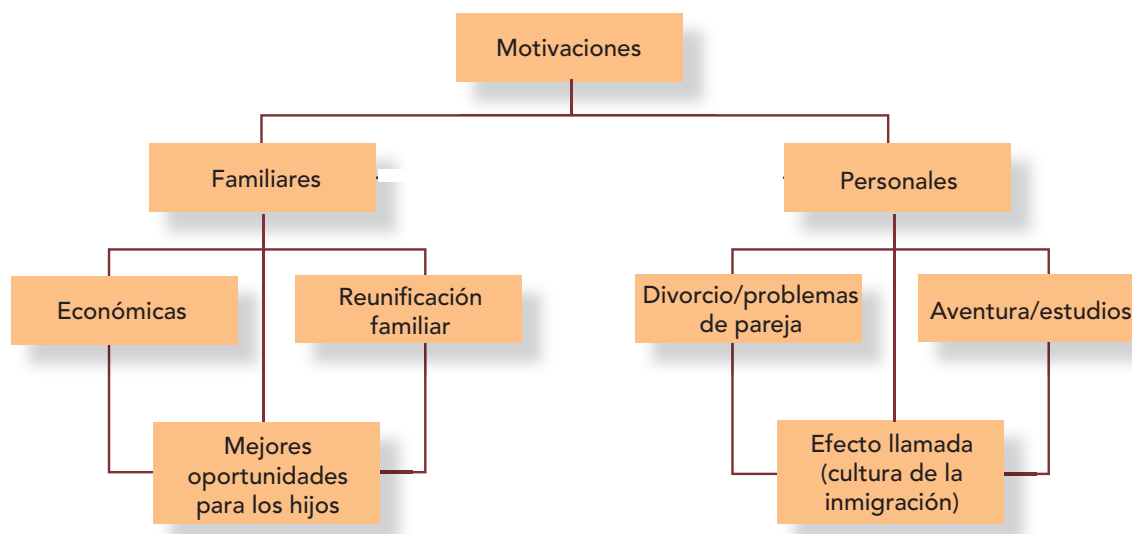 Motivaciones
Familiares
Personales
Económicas
Reunificación
familiar
Divorcio/problemas
de pareja
Aventura/estudios
Mejores
oportunidades
para los hijos
Efecto llamada
(cultura de la
inmigración)